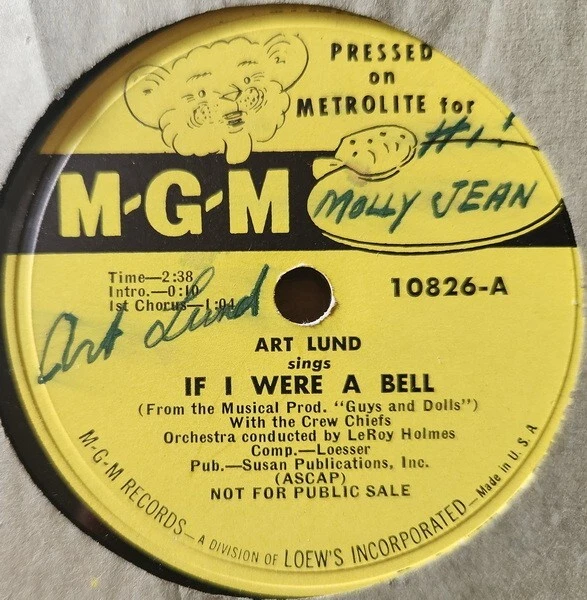 PRESSED
on
METROLITE for
#1!
M-G-M
MOLLY JEAN
Time—2:38
Intro.—0:10
1st Chorus—1:04
10826-A
Art Lund
ART LUND
sings
IF I WERE A BELL
(From the Musical Prod. "Guys and Dolls")
With the Crew Chiefs
Orchestra conducted by LeRoy Holmes
Comp.—Loesser
Pub.—Susan Publications, Inc.
(ASCAP)
NOT FOR PUBLIC SALE
M-G-M RECORDS—A DIVISION OF LOEW'S INCORPORATED—Made in U. S. A